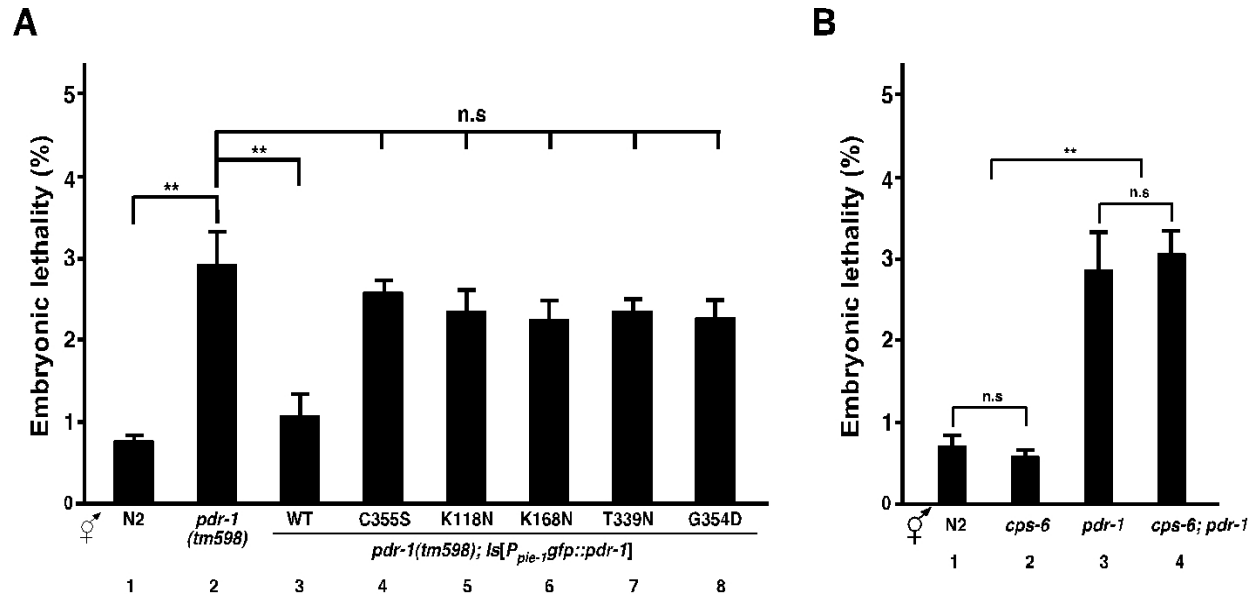 A
Embryonic lethality (%)
5
4
3
2
1
0
n.s
**
**
⚥ N2 pdr-1 (tm598) WT C355S K118N K168N T339N G354D
pdr-1(tm598); Is[Ppie-1gfp::pdr-1]
1 2 3 4 5 6 7 8
B
Embryonic lethality (%)
5
4
3
2
1
0
**
n.s
n.s
⚥ N2 cps-6 pdr-1 cps-6; pdr-1
1 2 3 4